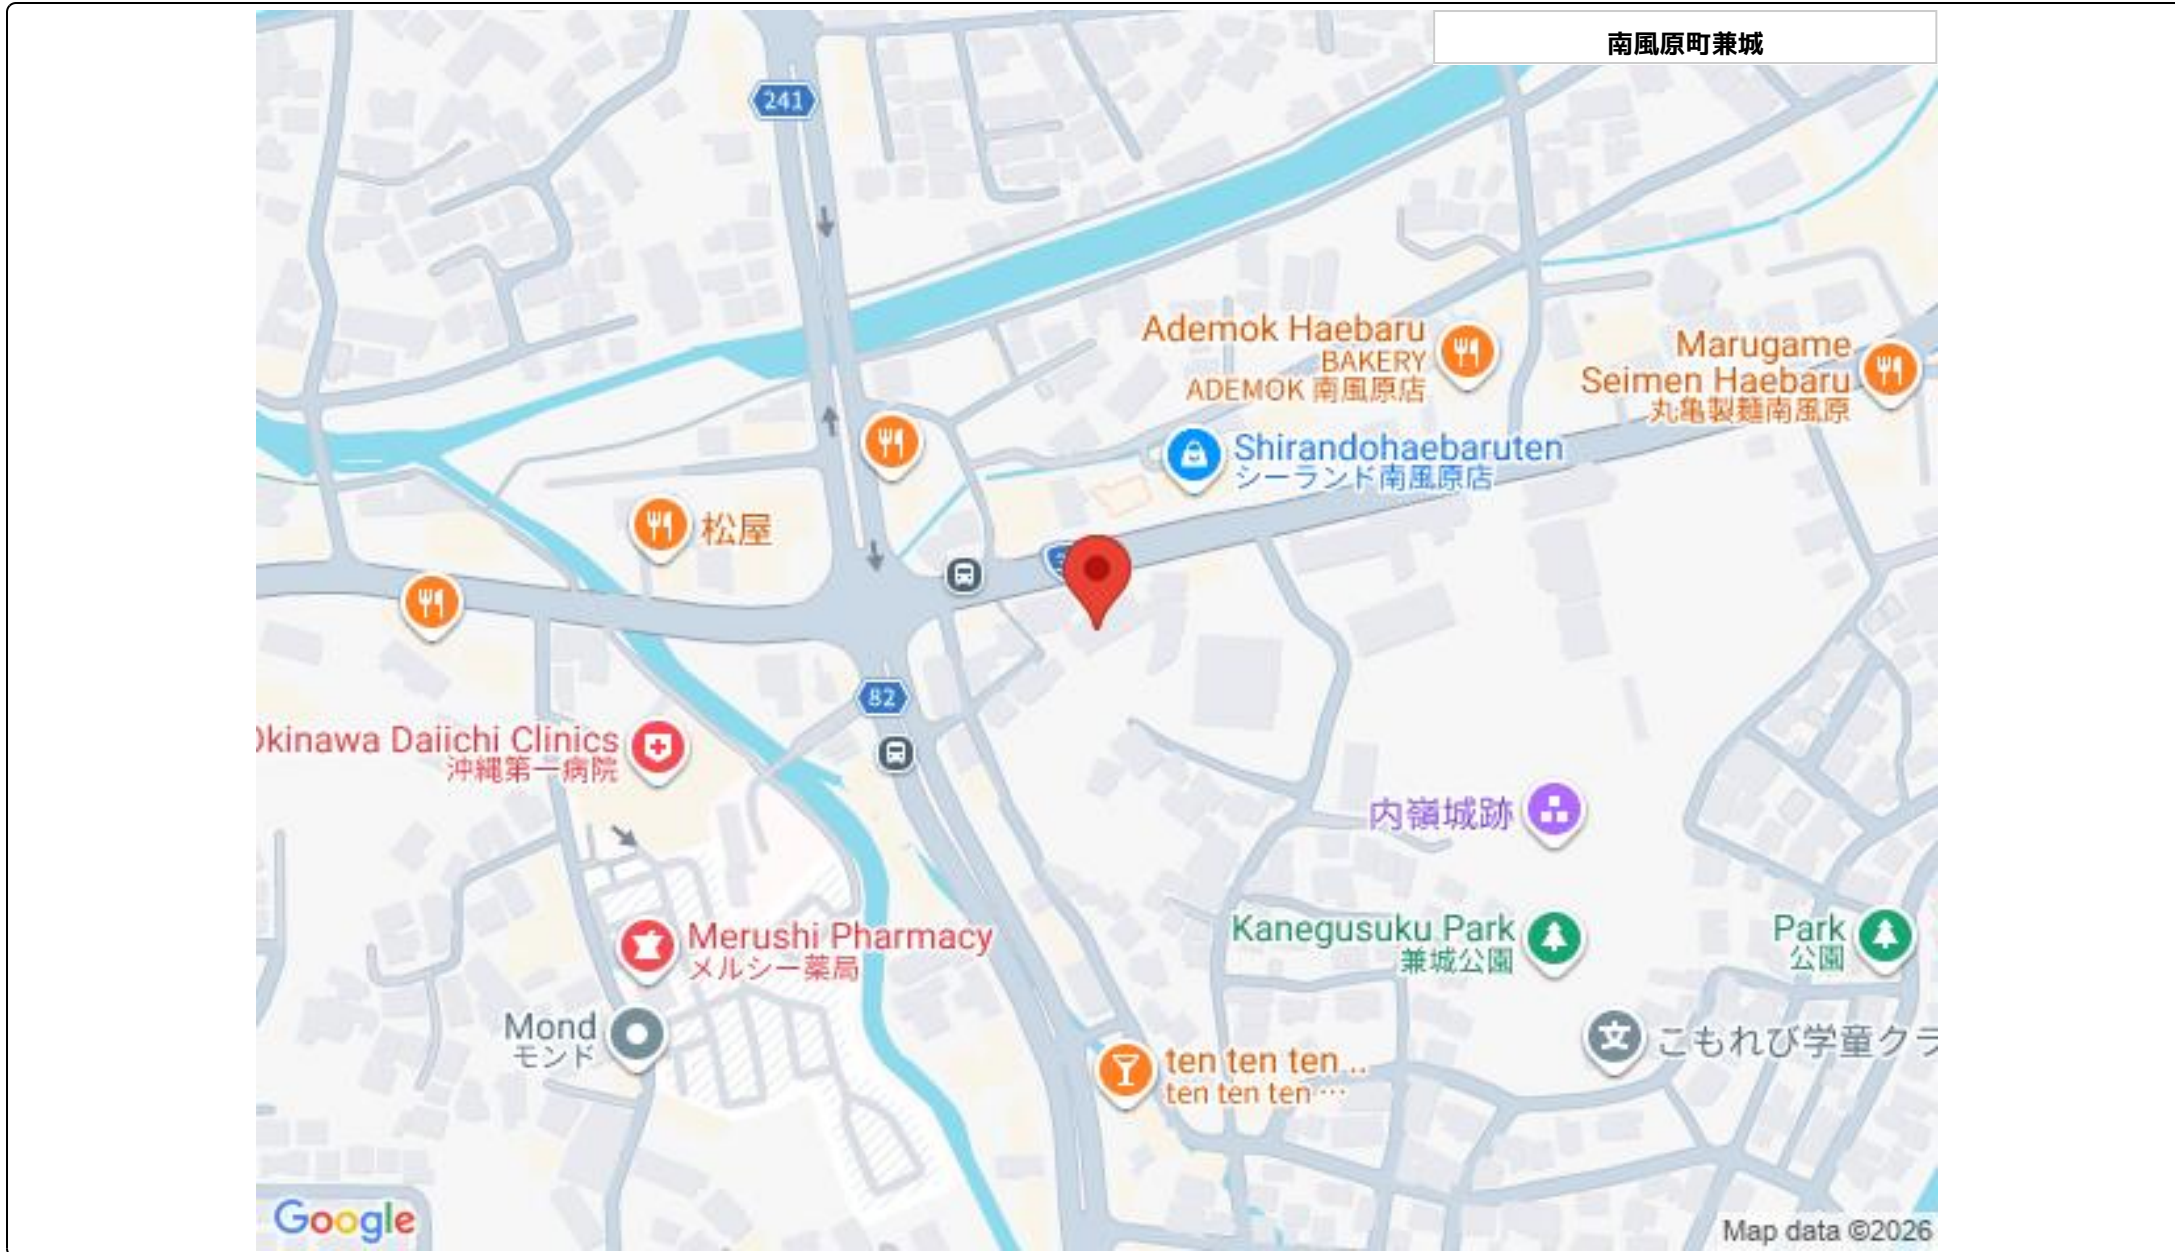 南風原町兼城
241
Ademok Haebaru
BAKERY
ADEMOK 南風原店
Marugame
Seimen Haebaru
丸亀製麺南風原
Shirandohaebaruten
シーランド南風原店
松屋
82
Okinawa Daiichi Clinics
沖縄第一病院
内嶺城跡
Kanegusuku Park
兼城公園
Park
公園
Merushi Pharmacy
メルシー薬局
Mond
モンド
こもれび学童クラ
ten ten ten ..
ten ten ten …
Google
Map data ©2026